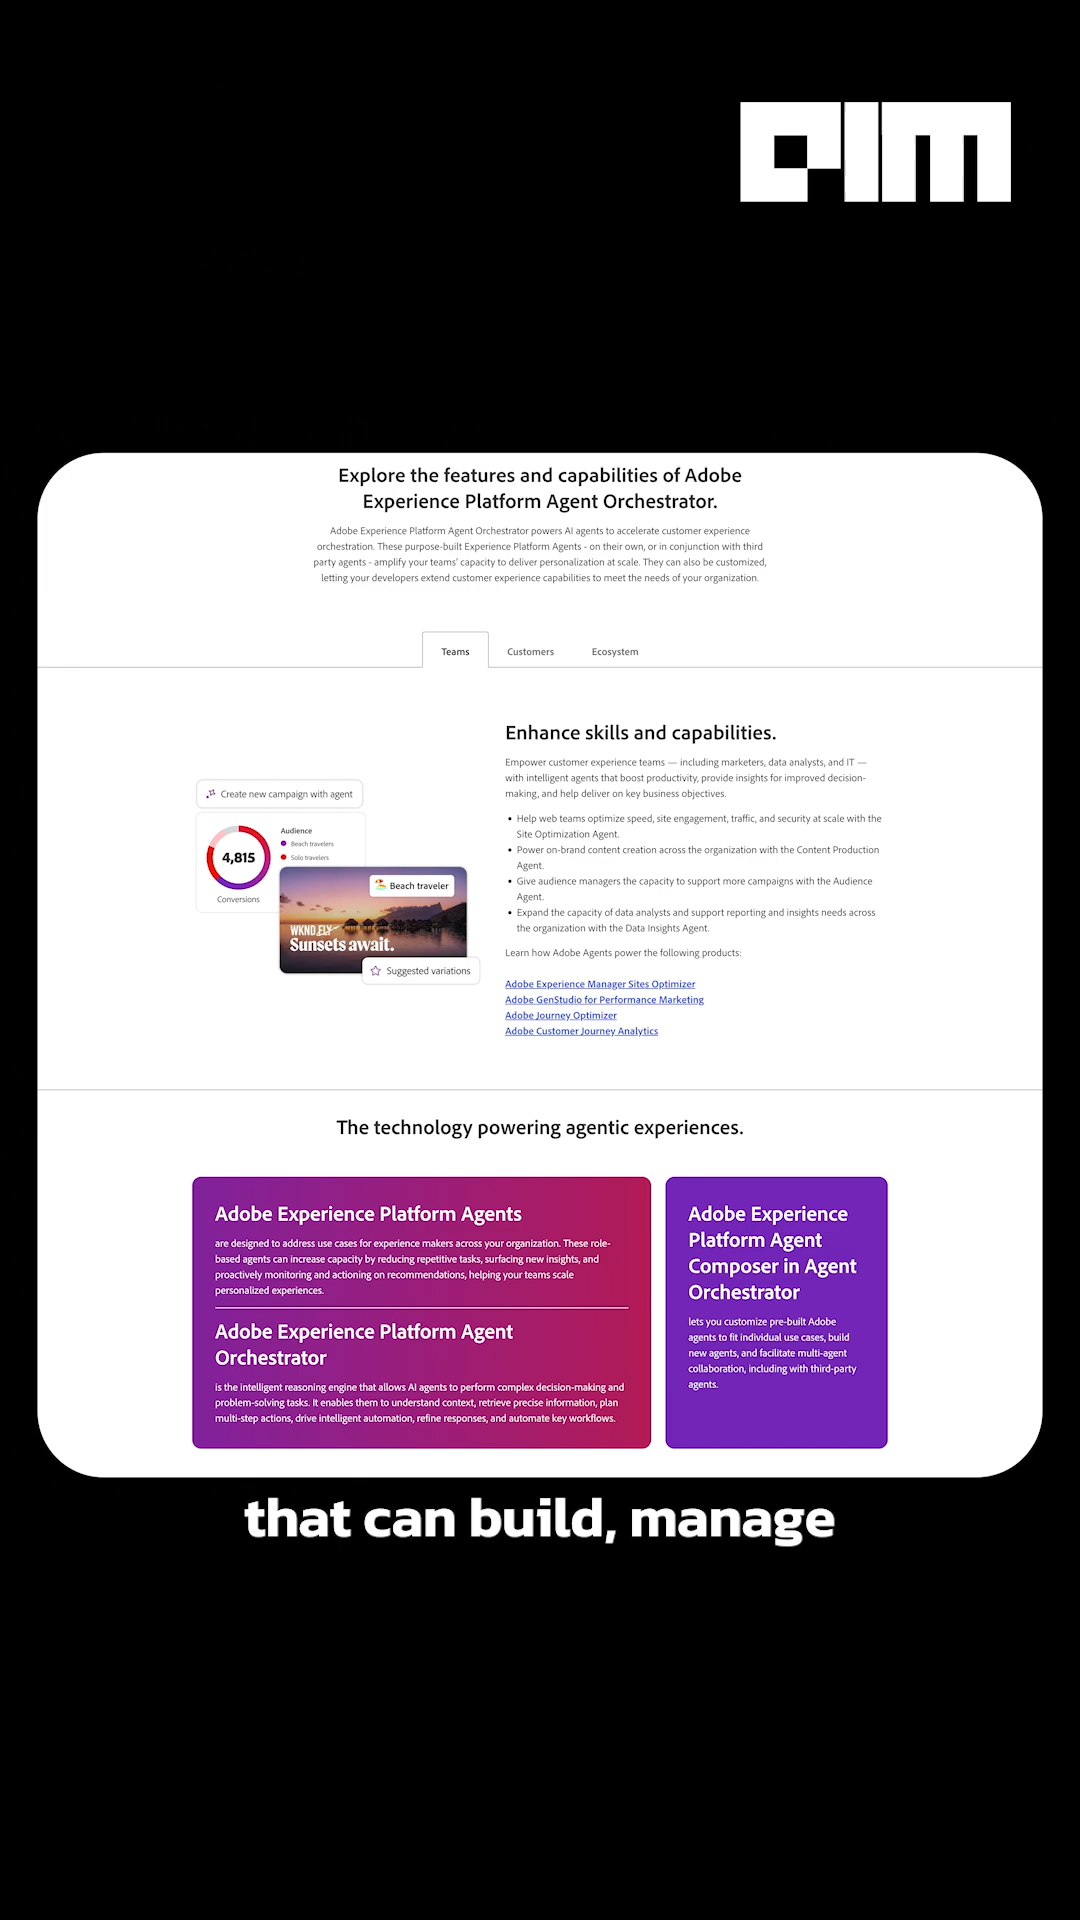 aim
Explore the features and capabilities of Adobe
Experience Platform Agent Orchestrator.
Adobe Experience Platform Agent Orchestrator powers AI agents to accelerate customer experience
orchestration. These purpose-built Experience Platform Agents - on their own, or in conjunction with third
party agents - amplify your teams' capacity to deliver personalization at scale. They can also be customized,
letting your developers extend customer experience capabilities to meet the needs of your organization.
Teams
Customers
Ecosystem
Create new campaign with agent
4,815
Conversions
Audience
Beach travelers
Solo travelers
Beach traveler
WKND FLY
Sunsets await.
Suggested variations
Enhance skills and capabilities.
Empower customer experience teams — including marketers, data analysts, and IT —
with intelligent agents that boost productivity, provide insights for improved decision-
making, and help deliver on key business objectives.
• Help web teams optimize speed, site engagement, traffic, and security at scale with the
Site Optimization Agent.
• Power on-brand content creation across the organization with the Content Production
Agent.
• Give audience managers the capacity to support more campaigns with the Audience
Agent.
• Expand the capacity of data analysts and support reporting and insights needs across
the organization with the Data Insights Agent.
Learn how Adobe Agents power the following products:
Adobe Experience Manager Sites Optimizer
Adobe GenStudio for Performance Marketing
Adobe Journey Optimizer
Adobe Customer Journey Analytics
The technology powering agentic experiences.
Adobe Experience Platform Agents
are designed to address use cases for experience makers across your organization. These role-
based agents can increase capacity by reducing repetitive tasks, surfacing new insights, and
proactively monitoring and actioning on recommendations, helping your teams scale
personalized experiences.
Adobe Experience Platform Agent
Orchestrator
is the intelligent reasoning engine that allows AI agents to perform complex decision-making and
problem-solving tasks. It enables them to understand context, retrieve precise information, plan
multi-step actions, drive intelligent automation, refine responses, and automate key workflows.
Adobe Experience
Platform Agent
Composer in Agent
Orchestrator
lets you customize pre-built Adobe
agents to fit individual use cases, build
new agents, and facilitate multi-agent
collaboration, including with third-party
agents.
that can build, manage